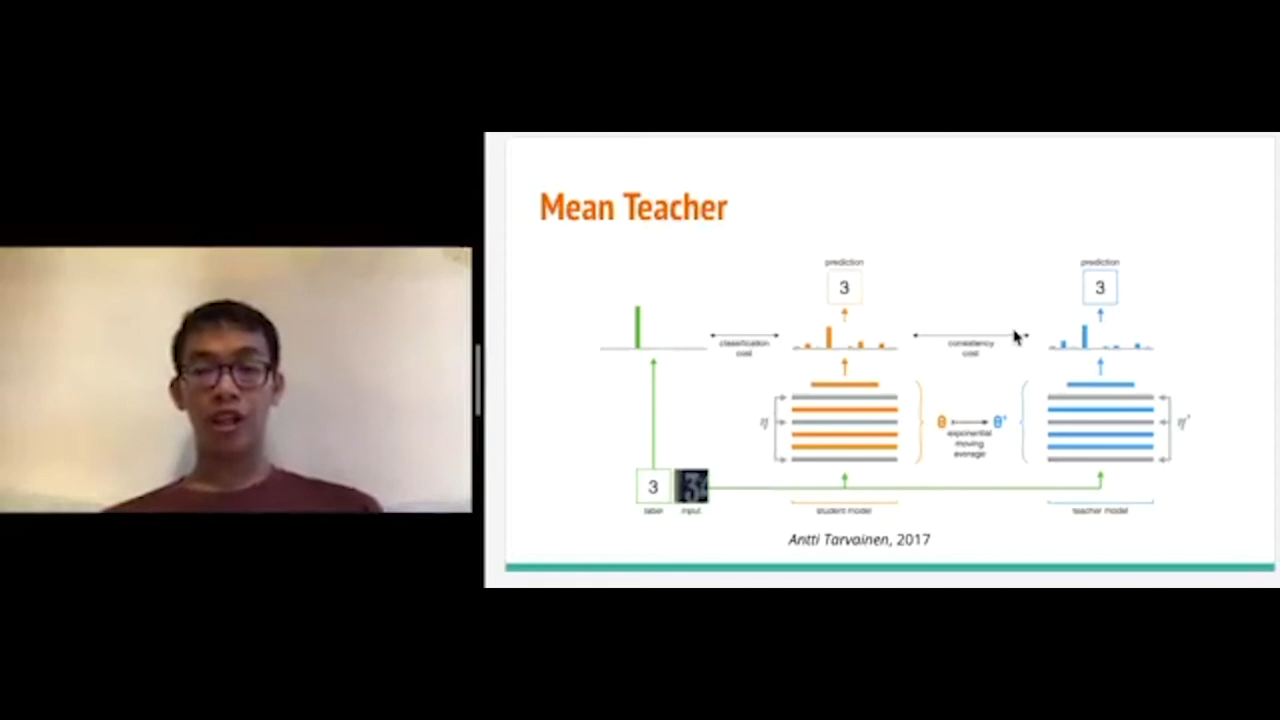 Mean Teacher
prediction
prediction
3
3
classification
cost
consistency
cost
η
θ
θ'
η'
exponential
moving
average
3
3
label
input
student model
teacher model
Antti Tarvainen, 2017